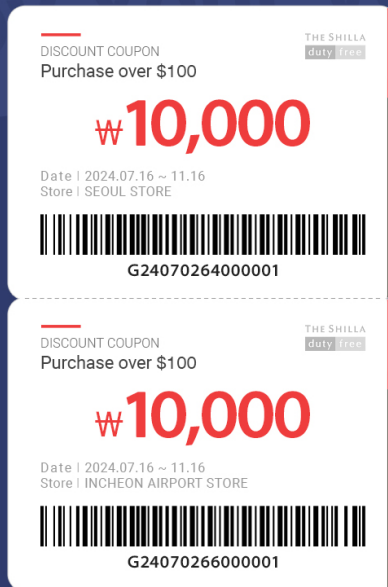 THE SHILLA
duty free
DISCOUNT COUPON
Purchase over $100
₩10,000
Date | 2024.07.16 ~ 11.16
Store | SEOUL STORE
G24070264000001
THE SHILLA
duty free
DISCOUNT COUPON
Purchase over $100
₩10,000
Date | 2024.07.16 ~ 11.16
Store | INCHEON AIRPORT STORE
G24070266000001